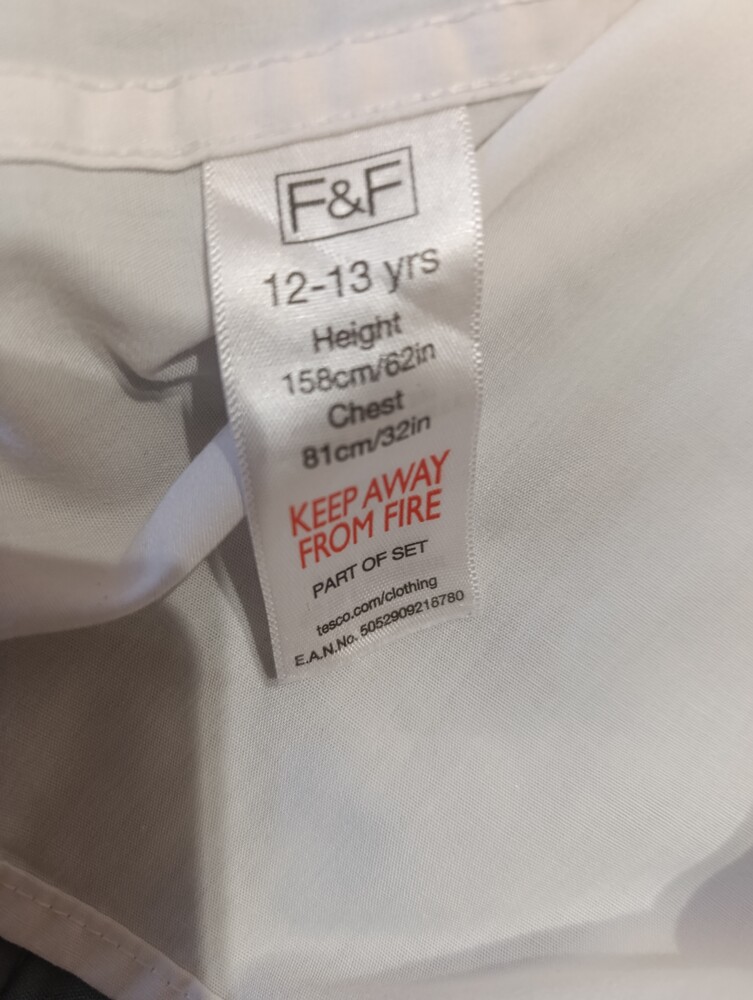 F&F
12-13 yrs
Height
158cm/62in
Chest
81cm/32in
KEEP AWAY
FROM FIRE
PART OF SET
tesco.com/clothing
E.A.N.No. 5052909216780